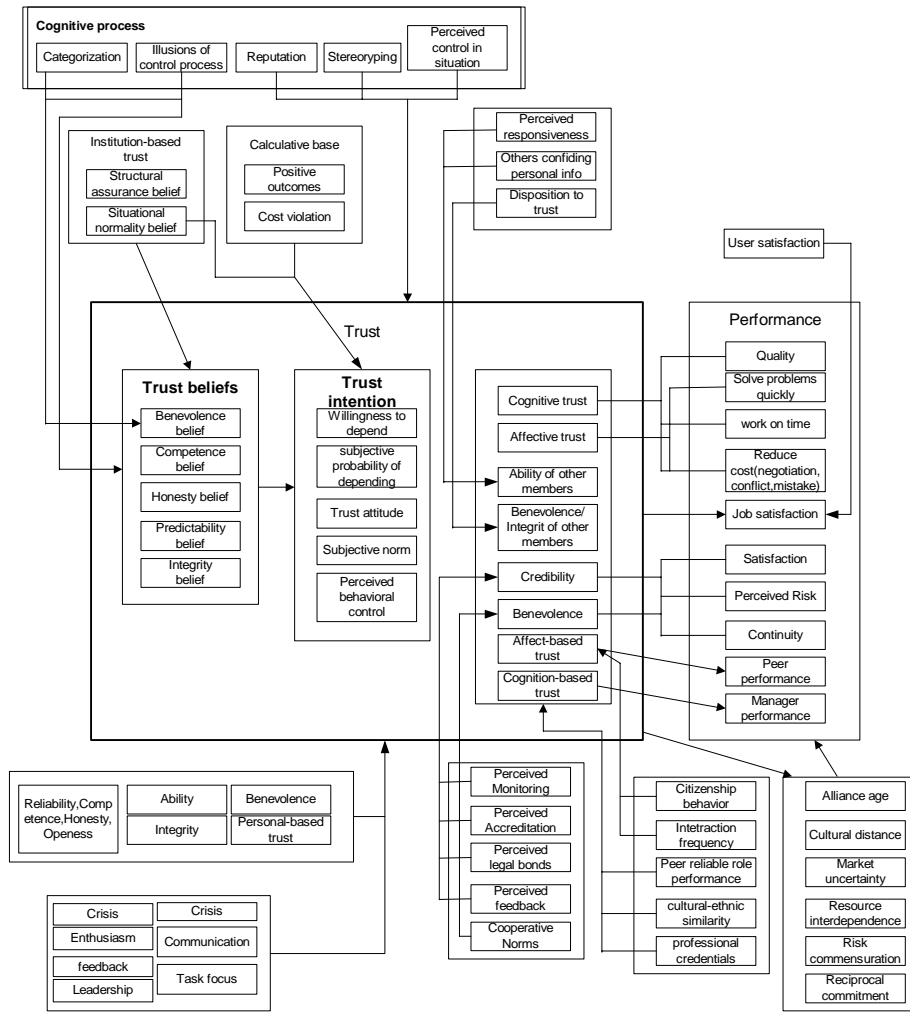 Cognitive process
Categorization
Illusions of
control process
Reputation
Stereoryping
Perceived
control in
situation
Institution-based
trust
Structural
assurance belief
Situational
normality belief
Calculative base
Positive
outcomes
Cost violation
Perceived
responsiveness
Others confiding
personal info
Disposition to
trust
User satisfaction
Trust
Trust beliefs
Benevolence
belief
Competence
belief
Honesty belief
Predictability
belief
Integrity
belief
Trust
intention
Willingness to
depend
subjective
probability of
depending
Trust attitude
Subjective norm
Perceived
behavioral
control
Cognitive trust
Affective trust
Ability of other
members
Benevolence/
Integrit of other
members
Credibility
Benevolence
Affect-based
trust
Cognition-based
trust
Performance
Quality
Solve problems
quickly
work on time
Reduce
cost(negotiation,
conflict,mistake)
Job satisfaction
Satisfaction
Perceived Risk
Continuity
Peer
performance
Manager
performance
Reliability,Comp
etence,Honesty,
Openess
Ability
Benevolence
Integrity
Personal-based
trust
Crisis
Enthusiasm
feedback
Leadership
Crisis
Communication
Task focus
Perceived
Monitoring
Perceived
Accreditation
Perceived
legal bonds
Perceived
feedback
Cooperative
Norms
Citizenship
behavior
Intetraction
frequency
Peer reliable role
performance
cultural-ethnic
similarity
professional
credentials
Alliance age
Cultural distance
Market
uncertainty
Resource
interdependence
Risk
commensuration
Reciprocal
commitment